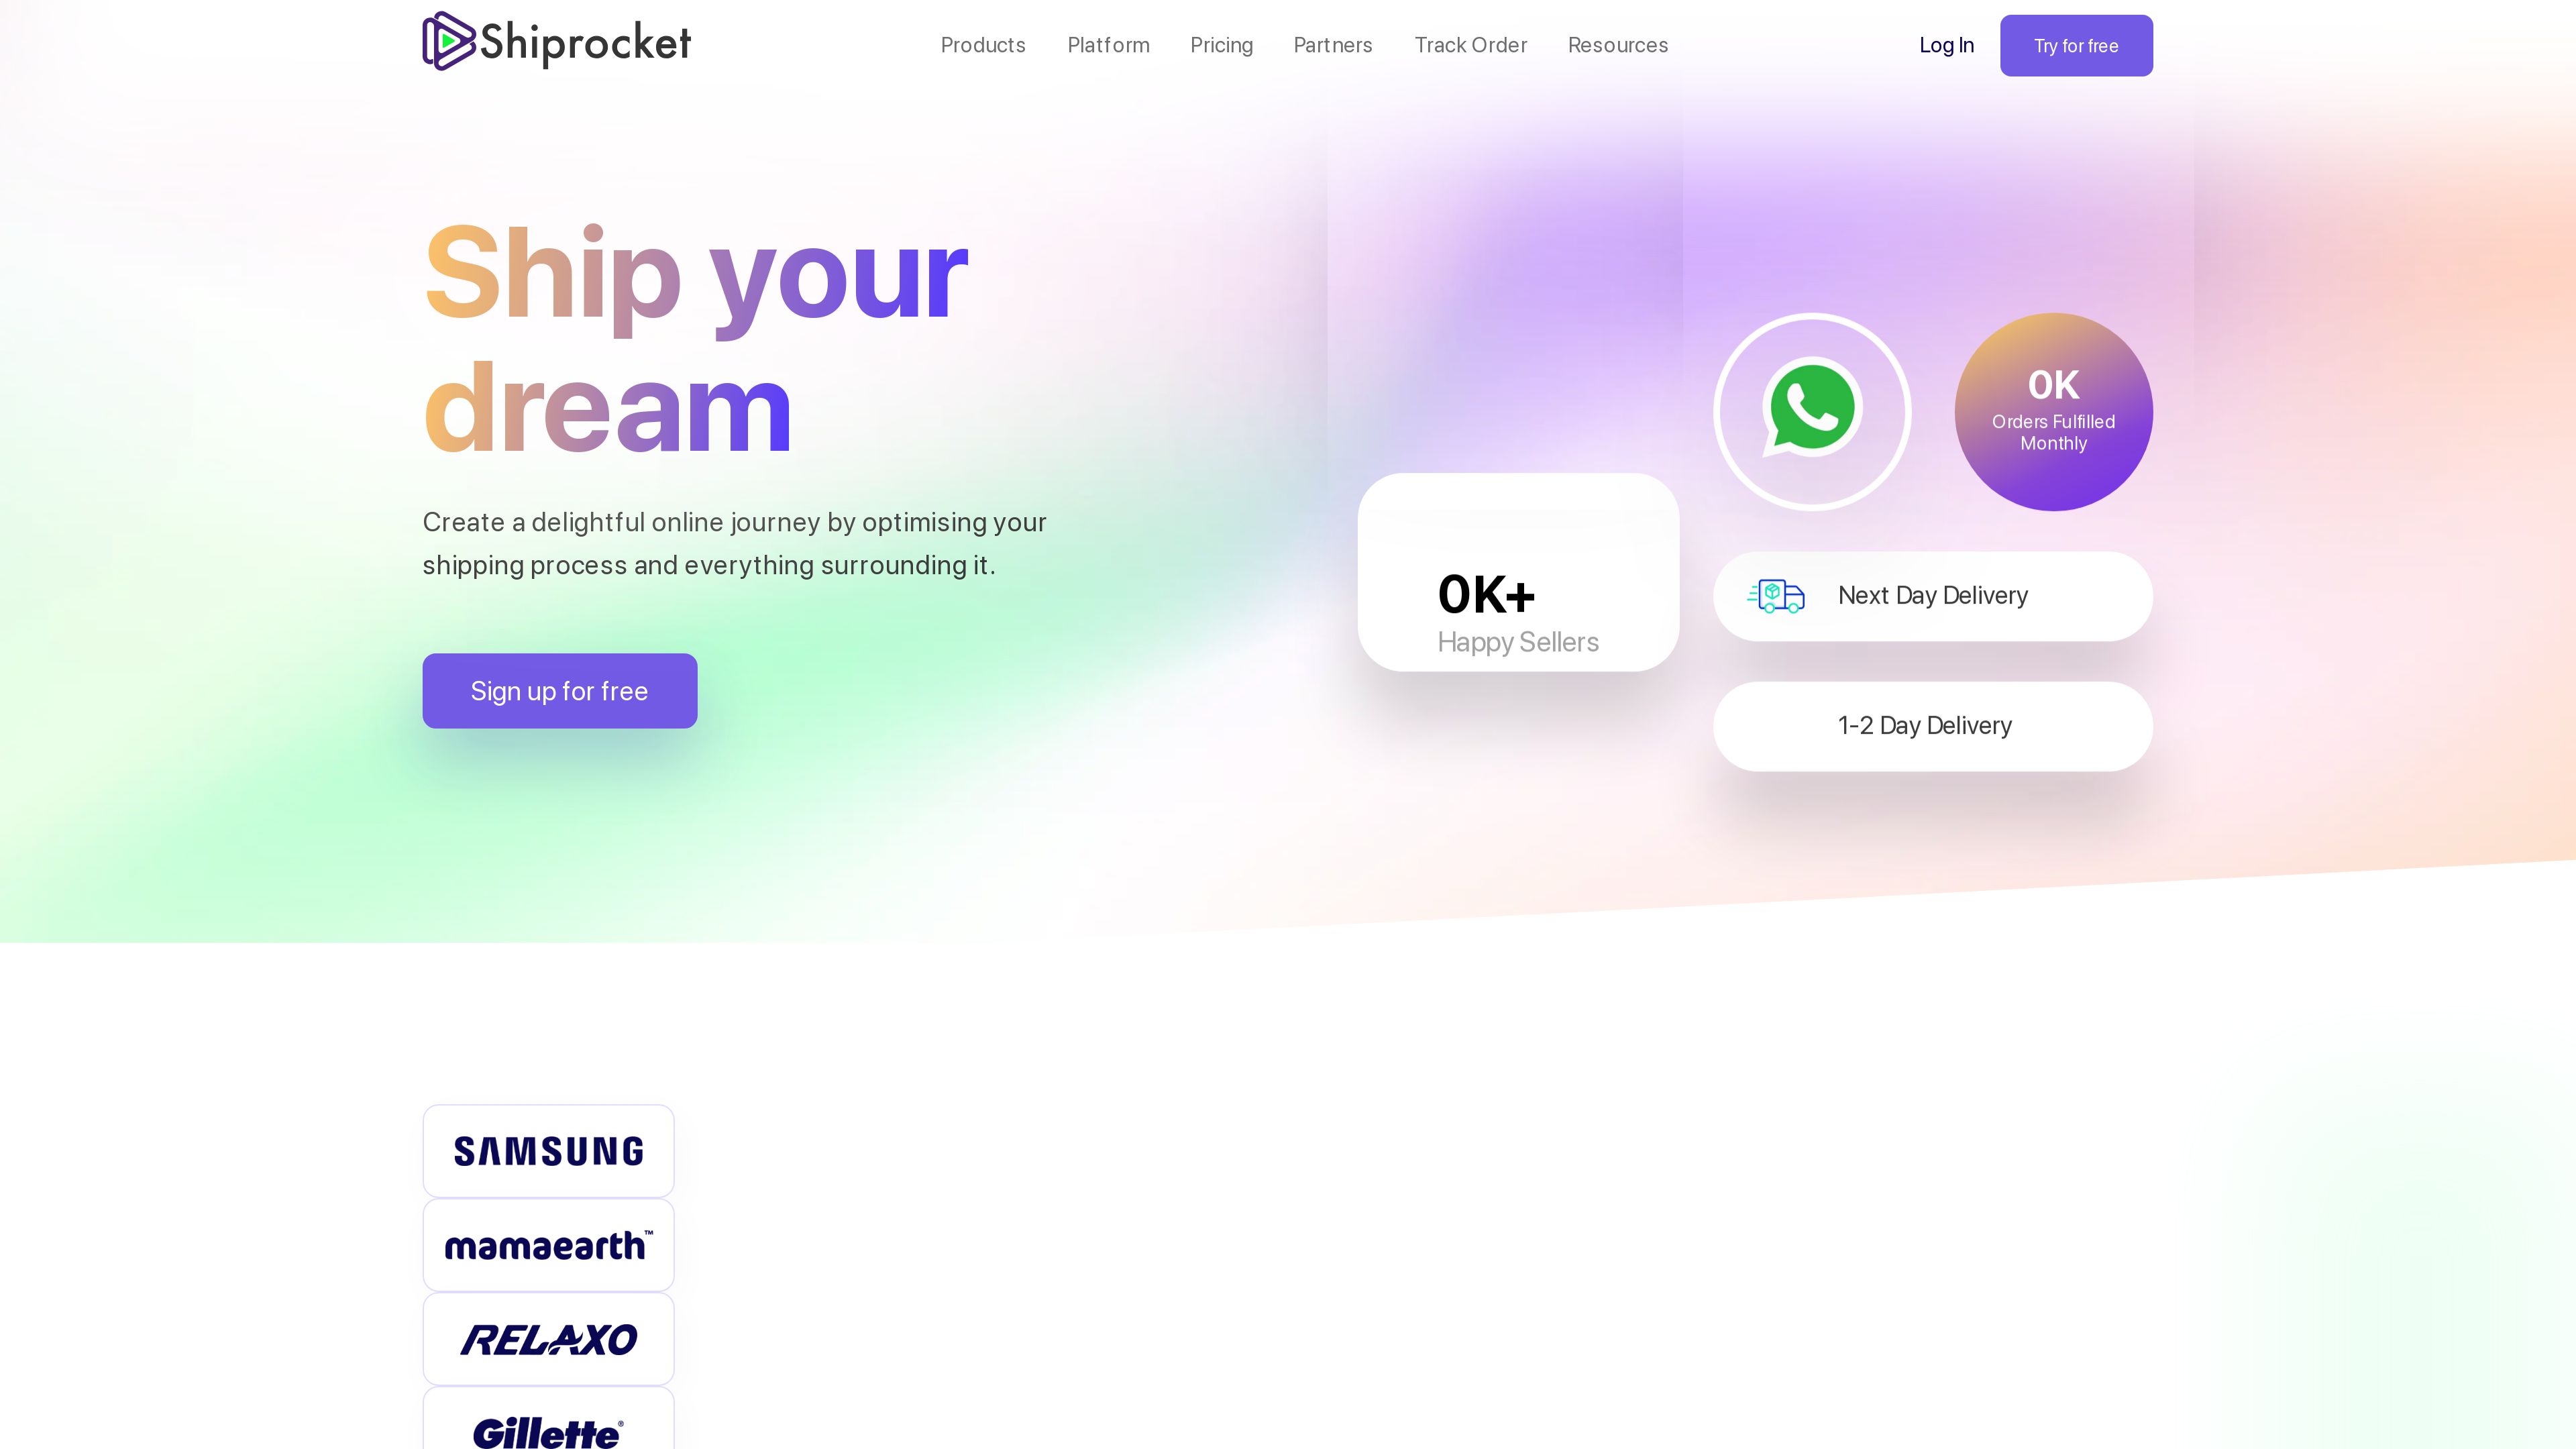 Shiprocket
Products
Platform
Pricing
Partners
Track Order
Resources
Log In
Try for free
Ship your
dream
Create a delightful online journey by optimising your
shipping process and everything surrounding it.
Sign up for free
0K+
Happy Sellers
0K
Orders Fulfilled
Monthly
Next Day Delivery
1-2 Day Delivery
SAMSUNG
mamaearth™
RELAXO
Gillette®